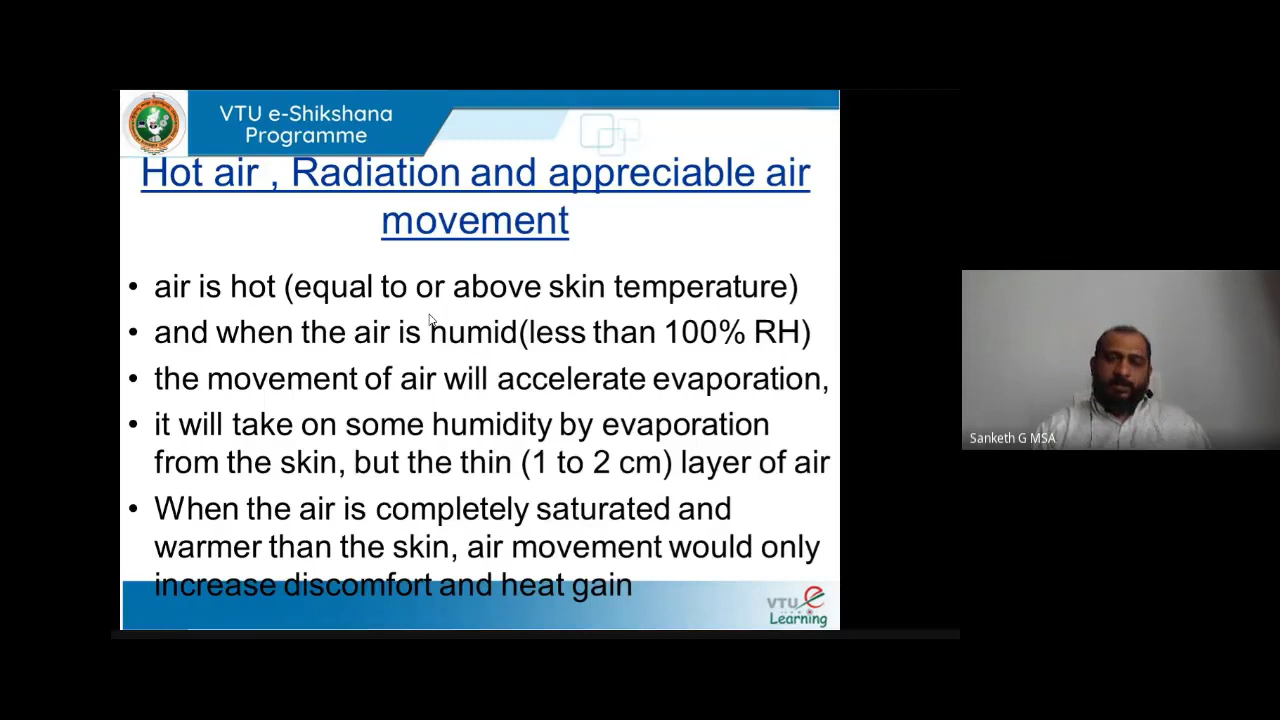 VTU e-Shikshana
Programme
Hot air , Radiation and appreciable air
movement
• air is hot (equal to or above skin temperature)
• and when the air is humid(less than 100% RH)
• the movement of air will accelerate evaporation,
• it will take on some humidity by evaporation
from the skin, but the thin (1 to 2 cm) layer of air
• When the air is completely saturated and
warmer than the skin, air movement would only
increase discomfort and heat gain
VTU e
Learning
Sanketh G MSA